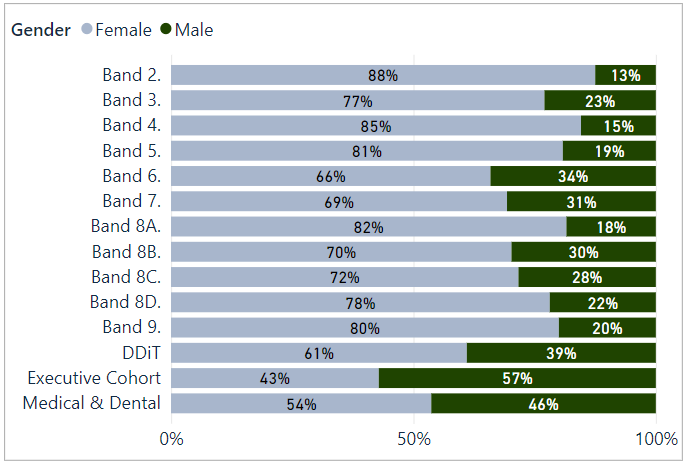 Gender Female Male
Band 2. 88% 13%
Band 3. 77% 23%
Band 4. 85% 15%
Band 5. 81% 19%
Band 6. 66% 34%
Band 7. 69% 31%
Band 8A. 82% 18%
Band 8B. 70% 30%
Band 8C. 72% 28%
Band 8D. 78% 22%
Band 9. 80% 20%
DDiT 61% 39%
Executive Cohort 43% 57%
Medical & Dental 54% 46%
0% 50% 100%